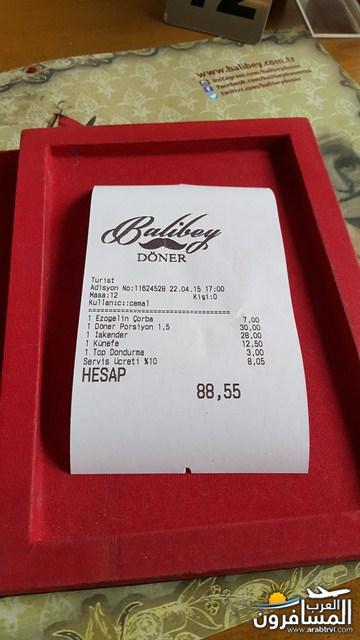 12
www.balibey.com.tr
Balibey
DÖNER
Turist
Adisyon No:11624528 22.04.15 17:00
Masa:12 Kişi:0
Kullanıcı:cemal
1 Ezogelin Çorba 7,00
1 Döner Porsiyon 1,5 30,00
1 İskender 28,00
1 Künefe 12,50
1 Top Dondurma 3,00
Servis Ücreti %10 8,05
HESAP
88,55
العرب
المسافرون
www.arabtrvl.com